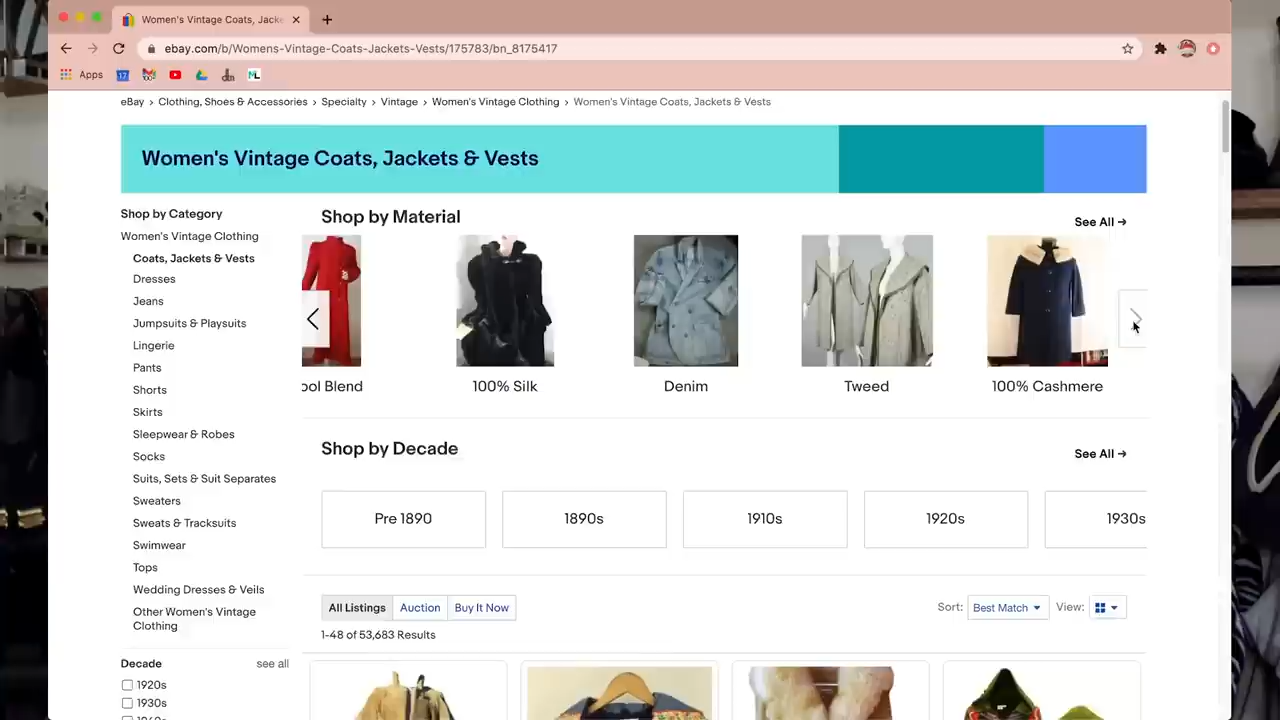 Women's Vintage Coats, Jacke
ebay.com/b/Womens-Vintage-Coats-Jackets-Vests/175783/bn_8175417
Apps
17
eBay > Clothing, Shoes & Accessories > Specialty > Vintage > Women's Vintage Clothing > Women's Vintage Coats, Jackets & Vests
Women's Vintage Coats, Jackets & Vests
Shop by Category
Women's Vintage Clothing
Coats, Jackets & Vests
Dresses
Jeans
Jumpsuits & Playsuits
Lingerie
Pants
Shorts
Skirts
Sleepwear & Robes
Socks
Suits, Sets & Suit Separates
Sweaters
Sweats & Tracksuits
Swimwear
Tops
Wedding Dresses & Veils
Other Women's Vintage
Clothing
Decade see all
1920s
1930s
Shop by Material
See All →
ool Blend
100% Silk
Denim
Tweed
100% Cashmere
Shop by Decade
See All →
Pre 1890
1890s
1910s
1920s
1930s
All Listings Auction Buy It Now
Sort: Best Match View:
1-48 of 53,683 Results